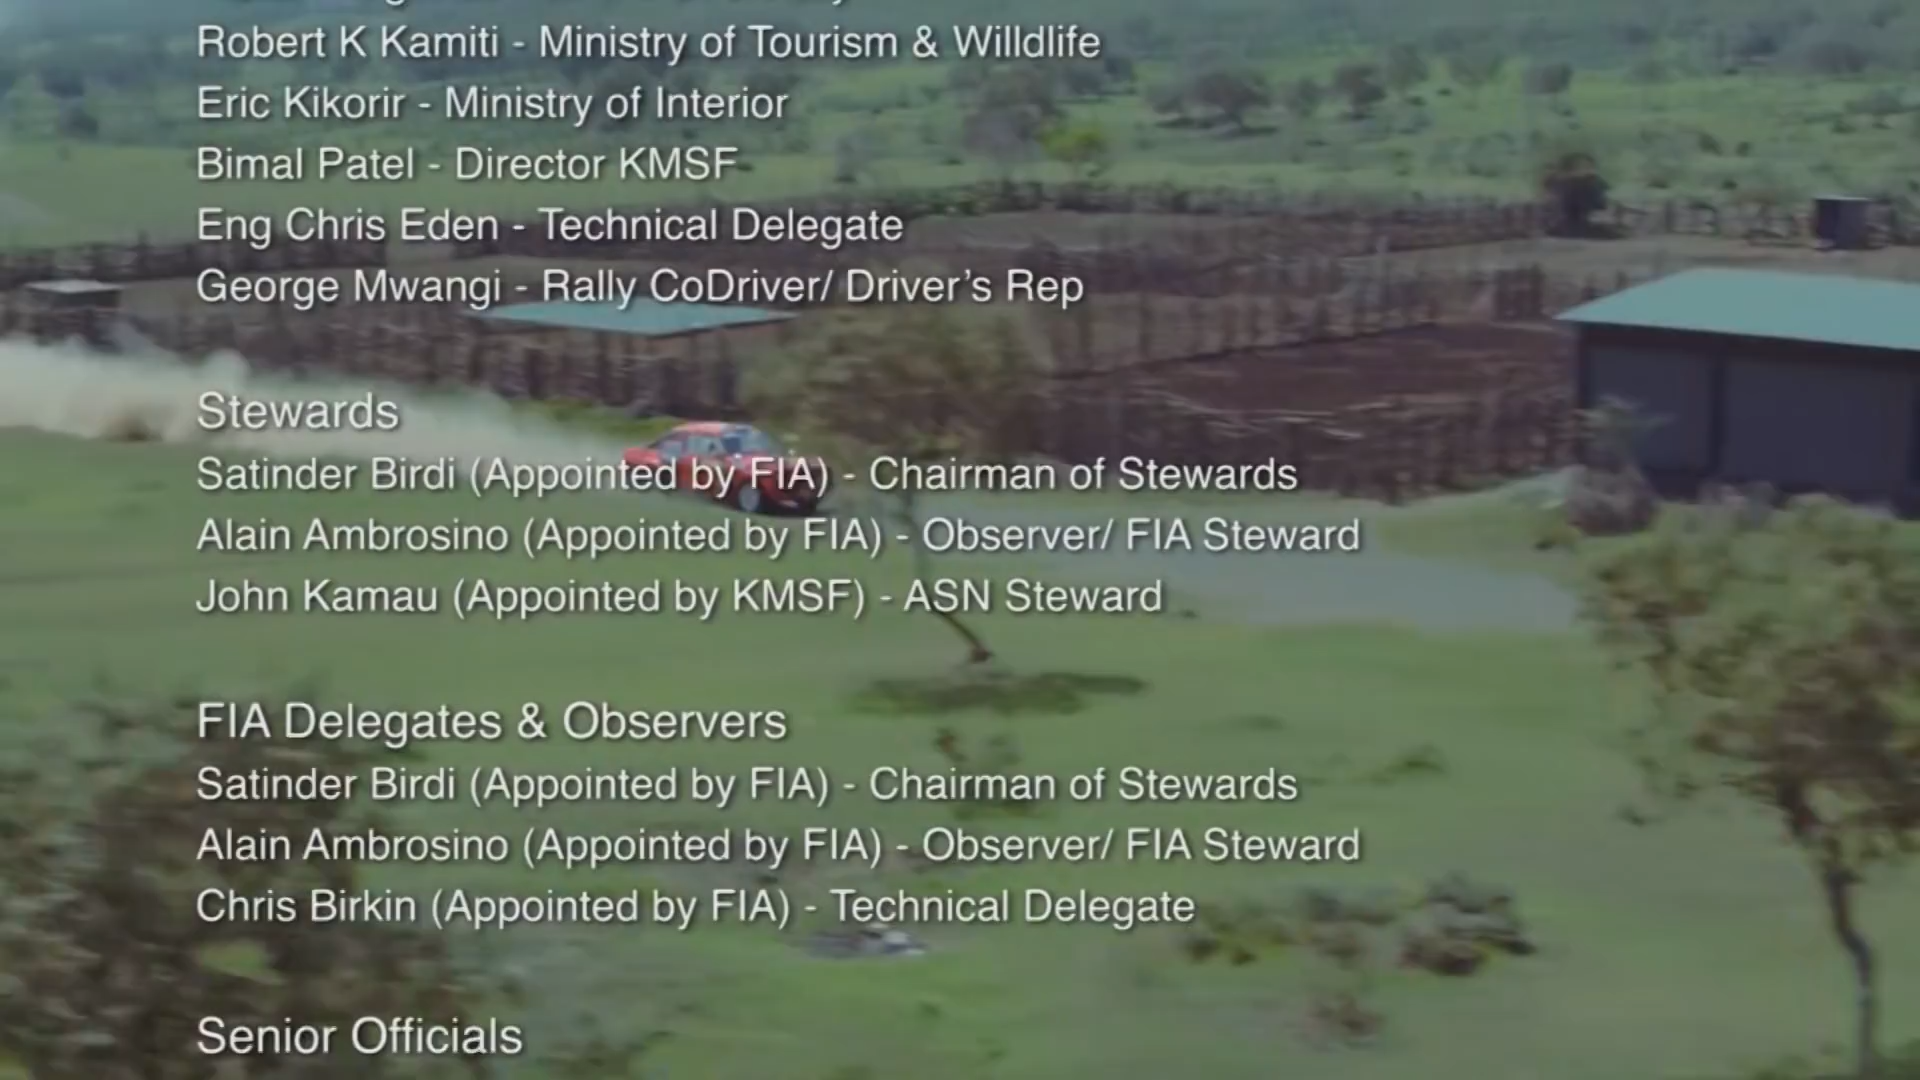 Robert K Kamiti - Ministry of Tourism & Willdlife
Eric Kikorir - Ministry of Interior
Bimal Patel - Director KMSF
Eng Chris Eden - Technical Delegate
George Mwangi - Rally CoDriver/ Driver’s Rep
Stewards
Satinder Birdi (Appointed by FIA) - Chairman of Stewards
Alain Ambrosino (Appointed by FIA) - Observer/ FIA Steward
John Kamau (Appointed by KMSF) - ASN Steward
FIA Delegates & Observers
Satinder Birdi (Appointed by FIA) - Chairman of Stewards
Alain Ambrosino (Appointed by FIA) - Observer/ FIA Steward
Chris Birkin (Appointed by FIA) - Technical Delegate
Senior Officials